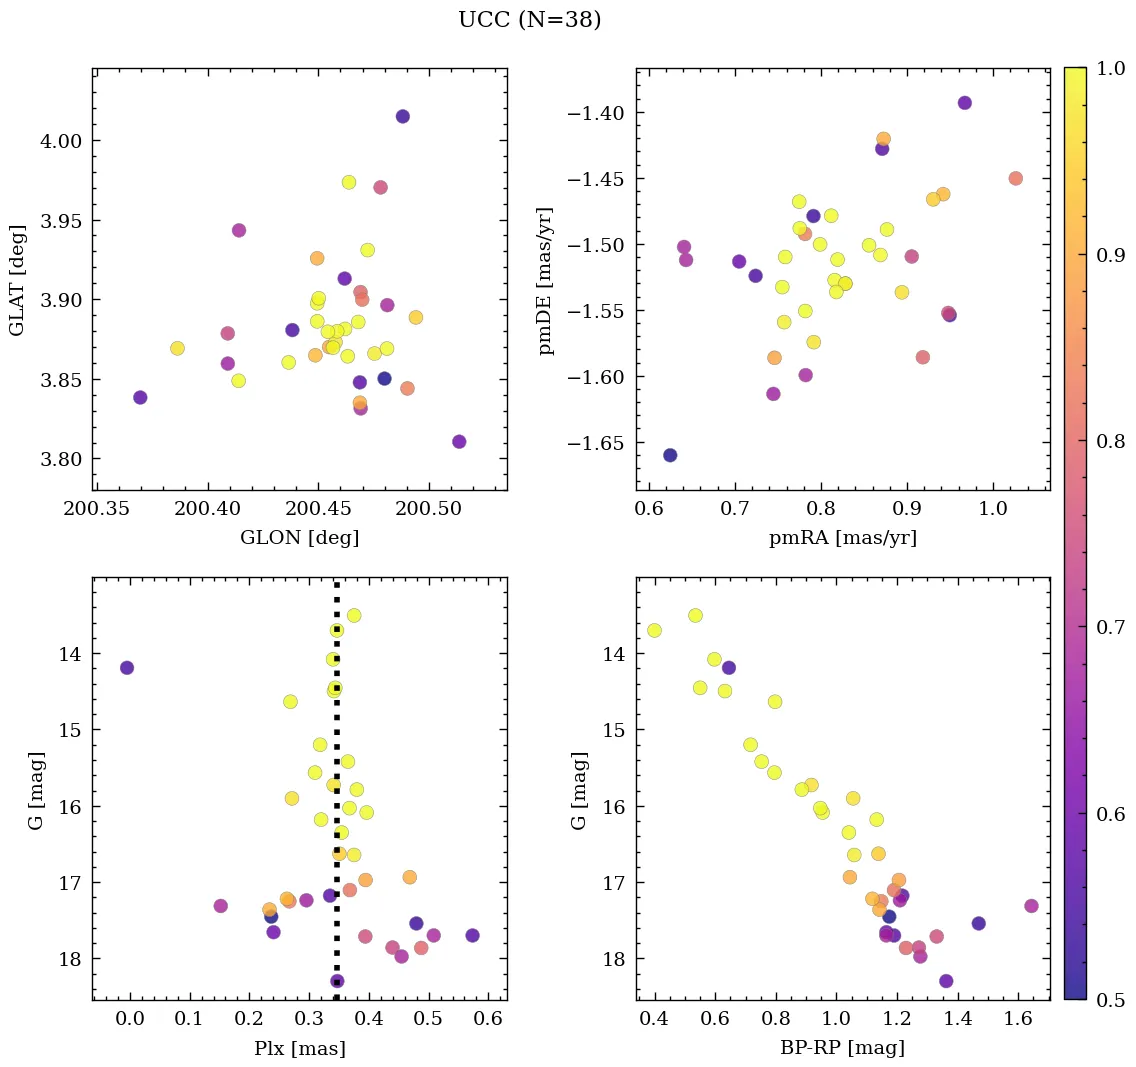 UCC (N=38)
4.00
3.95
3.90
3.85
3.80
GLAT [deg]
200.35 200.40 200.45 200.50
GLON [deg]
−1.40
−1.45
−1.50
−1.55
−1.60
−1.65
pmDE [mas/yr]
0.6 0.7 0.8 0.9 1.0
pmRA [mas/yr]
14
15
16
17
18
G [mag]
0.0 0.1 0.2 0.3 0.4 0.5 0.6
Plx [mas]
14
15
16
17
18
G [mag]
0.4 0.6 0.8 1.0 1.2 1.4 1.6
BP-RP [mag]
1.0
0.9
0.8
0.7
0.6
0.5